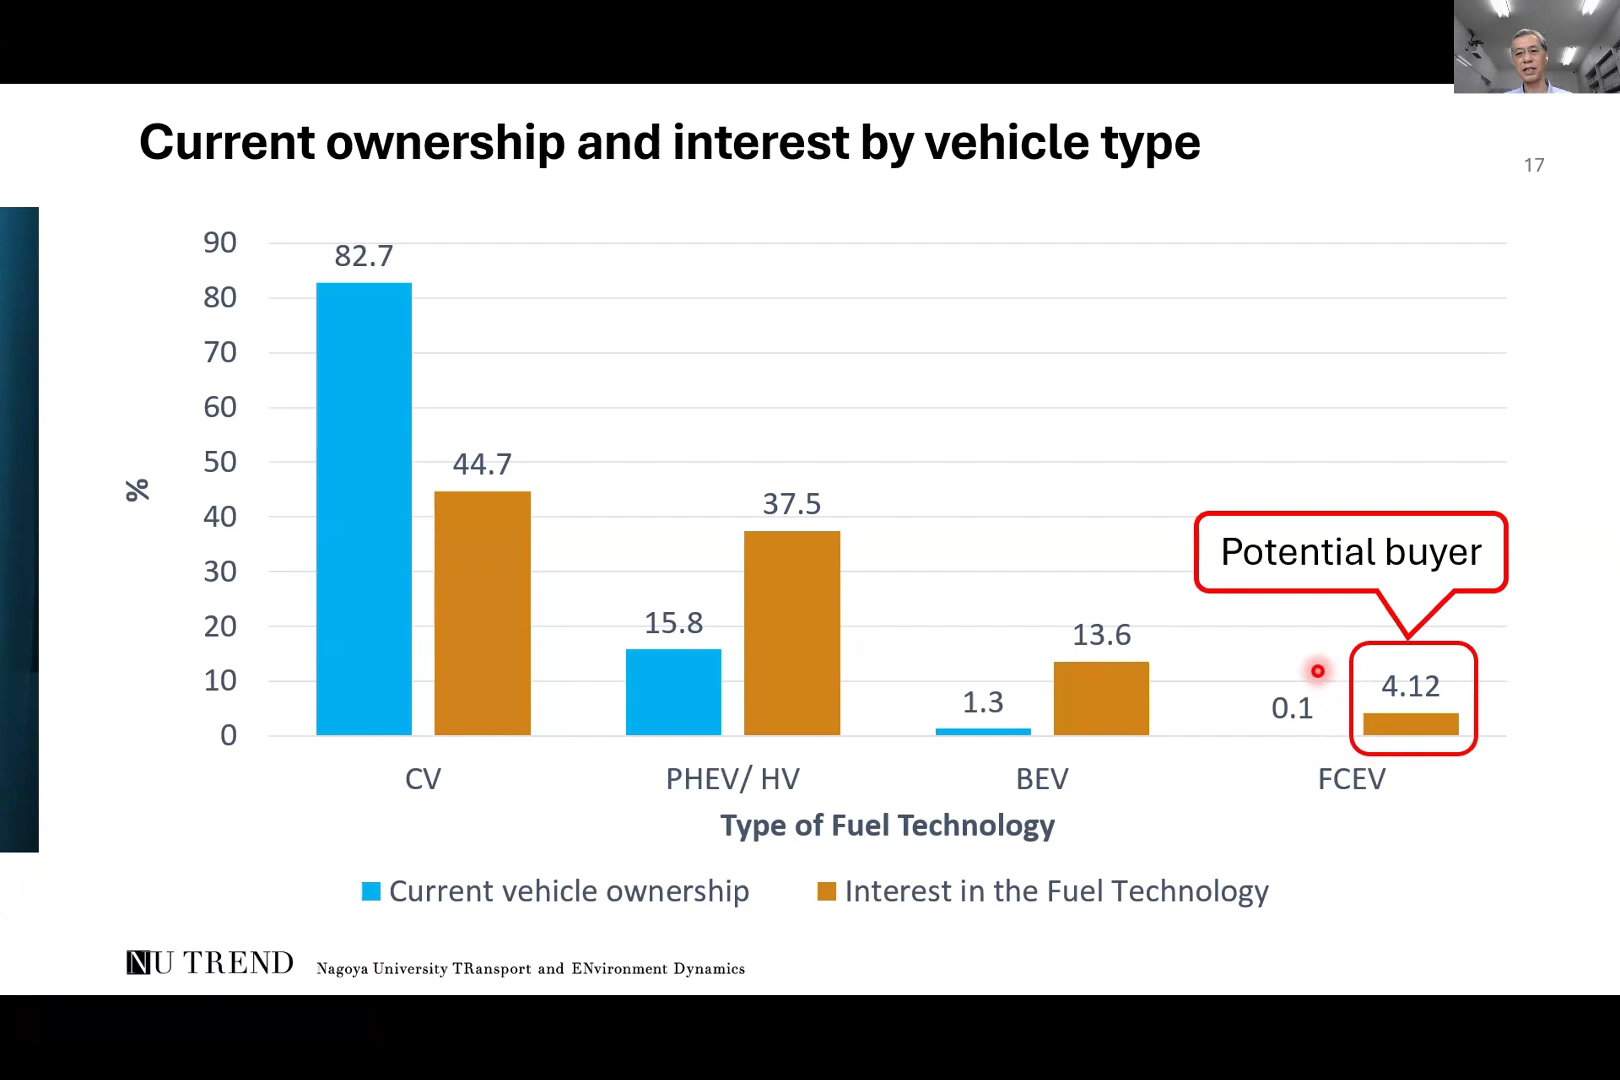 Current ownership and interest by vehicle type
17
90
80
70
60
50
40
30
20
10
0
%
82.7
44.7
15.8
37.5
1.3
13.6
0.1
4.12
Potential buyer
CV
PHEV/ HV
BEV
FCEV
Type of Fuel Technology
Current vehicle ownership
Interest in the Fuel Technology
NU TREND
Nagoya University TRansport and ENvironment Dynamics